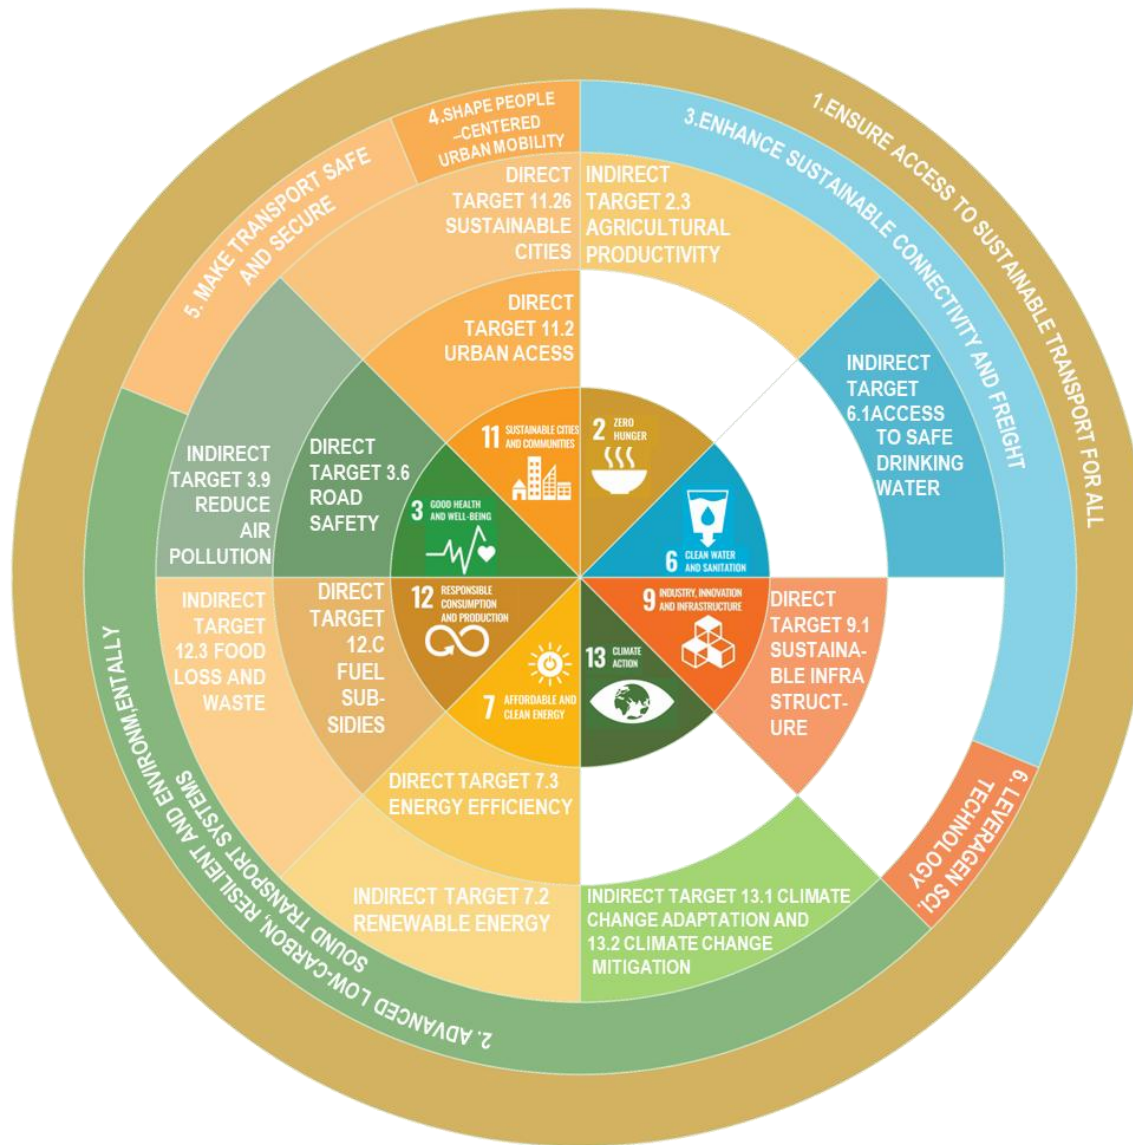 1.ENSURE ACCESS TO SUSTAINABLE TRANSPORT FOR ALL
3.ENHANCE SUSTAINABLE CONNECTIVITY AND FREIGHT
4.SHAPE PEOPLE
–CENTERED
URBAN MOBILITY
5. MAKE TRANSPORT SAFE
AND SECURE
DIRECT
TARGET 11.26
SUSTAINABLE
CITIES
INDIRECT
TARGET 2.3
AGRICULTURAL
PRODUCTIVITY
DIRECT
TARGET 11.2
URBAN ACESS
INDIRECT
TARGET
6.1ACCESS
TO SAFE
DRINKING
WATER
11 SUSTAINABLE CITIES
AND COMMUNITIES
2 ZERO
HUNGER
INDIRECT
TARGET 3.9
REDUCE
AIR
POLLUTION
DIRECT
TARGET 3.6
ROAD
SAFETY
3 GOOD HEALTH
AND WELL-BEING
6 CLEAN WATER
AND SANITATION
INDIRECT
TARGET
12.3 FOOD
LOSS AND
WASTE
DIRECT
TARGET
12.C
FUEL
SUB-
SIDIES
12 RESPONSIBLE
CONSUMPTION
AND PRODUCTION
9 INDUSTRY, INNOVATION
AND INFRASTRUCTURE
DIRECT
TARGET 9.1
SUSTAINA-
BLE INFRA
STRUCT-
URE
7 AFFORDABLE AND
CLEAN ENERGY
13 CLIMATE
ACTION
DIRECT TARGET 7.3
ENERGY EFFICIENCY
INDIRECT TARGET 7.2
RENEWABLE ENERGY
INDIRECT TARGET 13.1 CLIMATE
CHANGE ADAPTATION AND
13.2 CLIMATE CHANGE
MITIGATION
6. LEVERAGEN SCI.
TECHNOLOGY
2. ADVANCED LOW-CARBON, RESILIENT AND ENVIRONM,ENTALLY
SOUND TRANSPORT SYSTEMS